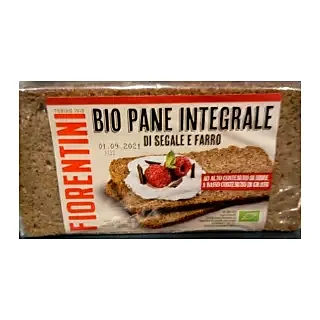 FIORENTINI
BIO PANE INTEGRALE
DI SEGALE E FARRO
01.09.2021
AD ALTO CONTENUTO DI FIBRE
A BASSO CONTENUTO DI GRASSI